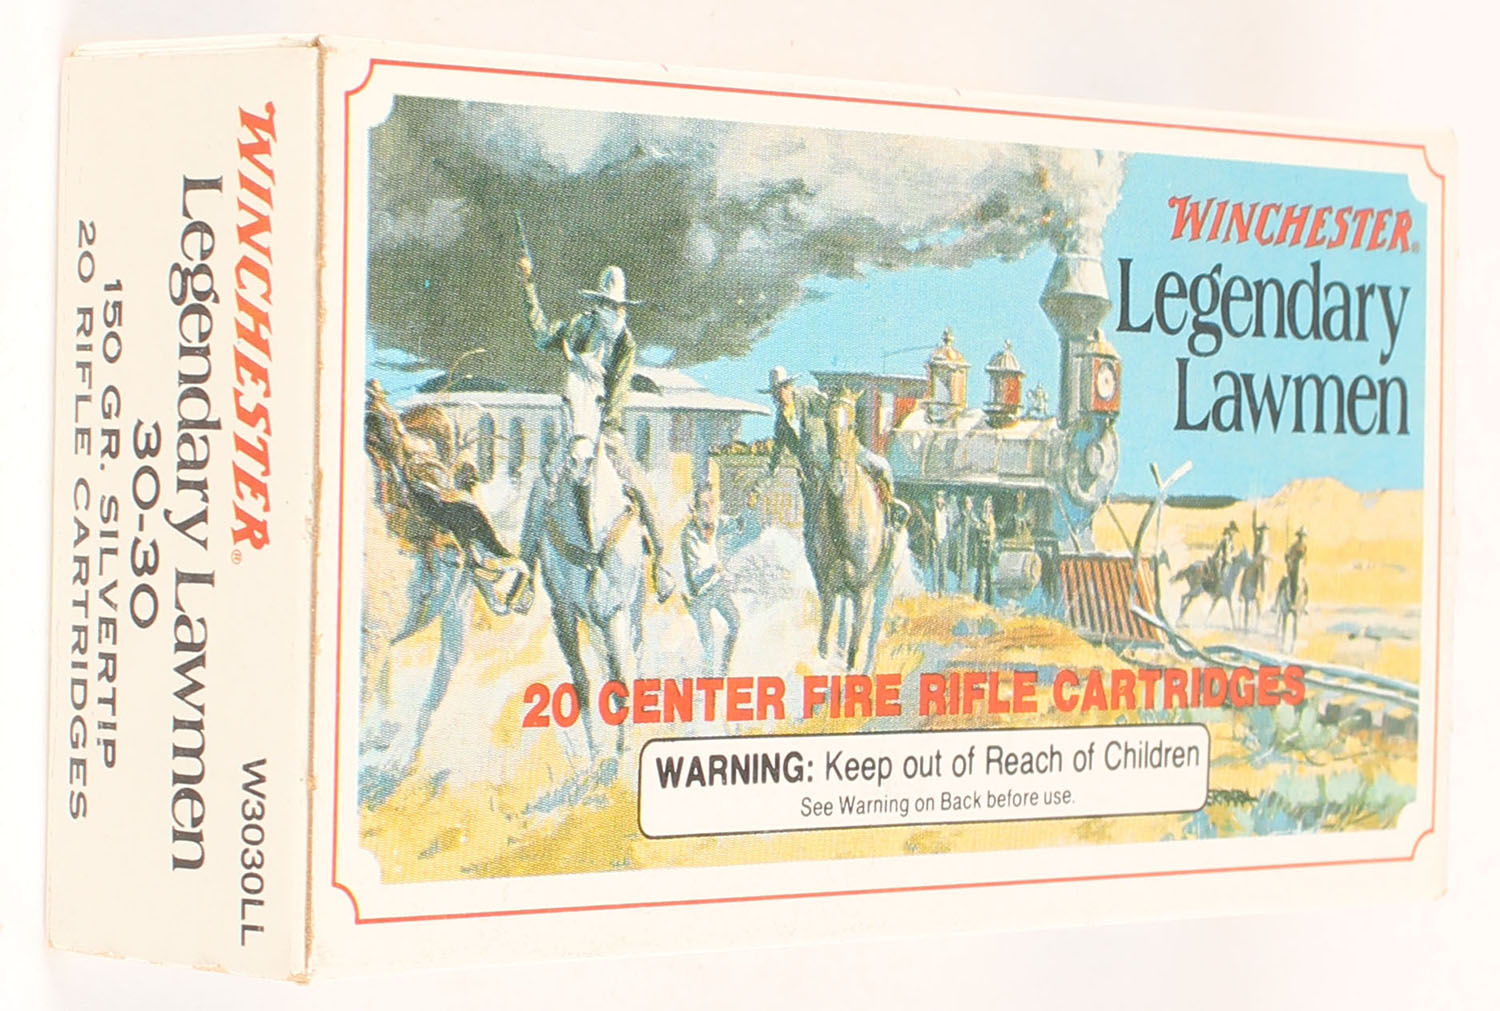 WINCHESTER®
Legendary
Lawmen
20 CENTER FIRE RIFLE CARTRIDGES
WARNING: Keep out of Reach of Children
See Warning on Back before use.
WINCHESTER®
Legendary Lawmen
30-30
150 GR. SILVERTIP
20 RIFLE CARTRIDGES
W3030LL